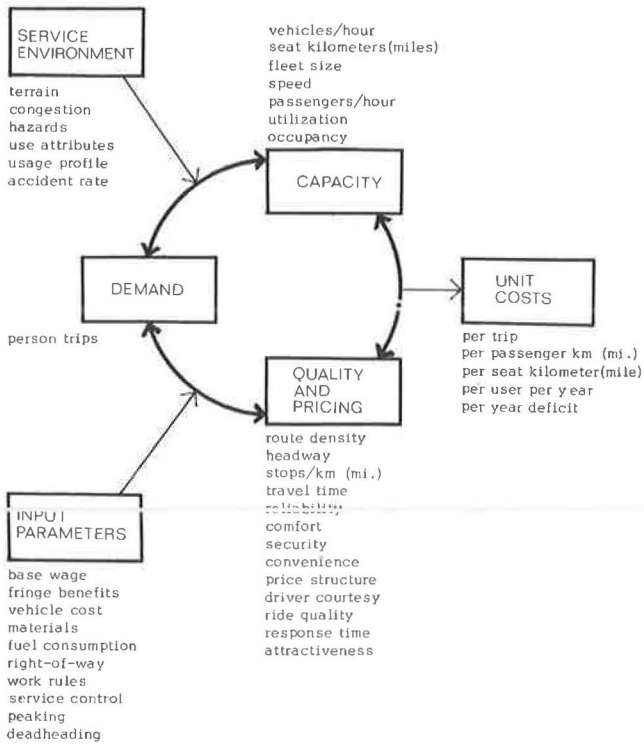 SERVICE
ENVIRONMENT
terrain
congestion
hazards
use attributes
usage profile
accident rate
vehicles/hour
seat kilometers(miles)
fleet size
speed
passengers/hour
utilization
occupancy
CAPACITY
DEMAND
person trips
UNIT
COSTS
per trip
per passenger km (mi.)
per seat kilometer(mile)
per user per year
per year deficit
QUALITY
AND
PRICING
route density
headway
stops/km (mi.)
travel time
reliability
comfort
security
convenience
price structure
driver courtesy
ride quality
response time
attractiveness
INPUT
PARAMETERS
base wage
fringe benefits
vehicle cost
materials
fuel consumption
right-of-way
work rules
service control
peaking
deadheading